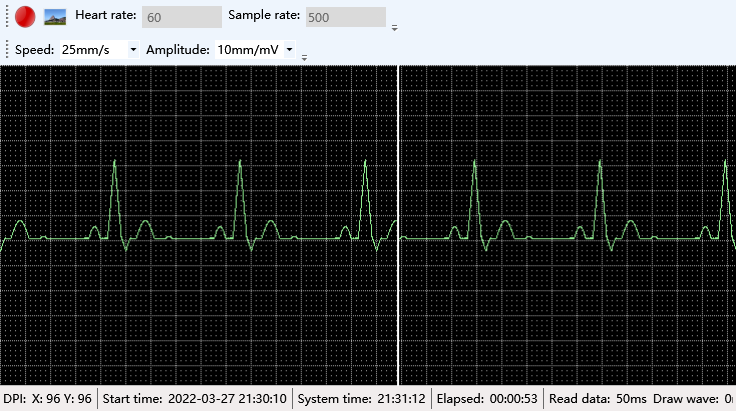 Heart rate: 60 Sample rate: 500
Speed: 25mm/s Amplitude: 10mm/mV
DPI: X: 96 Y: 96 Start time: 2022-03-27 21:30:10 System time: 21:31:12 Elapsed: 00:00:53 Read data: 50ms Draw wave: